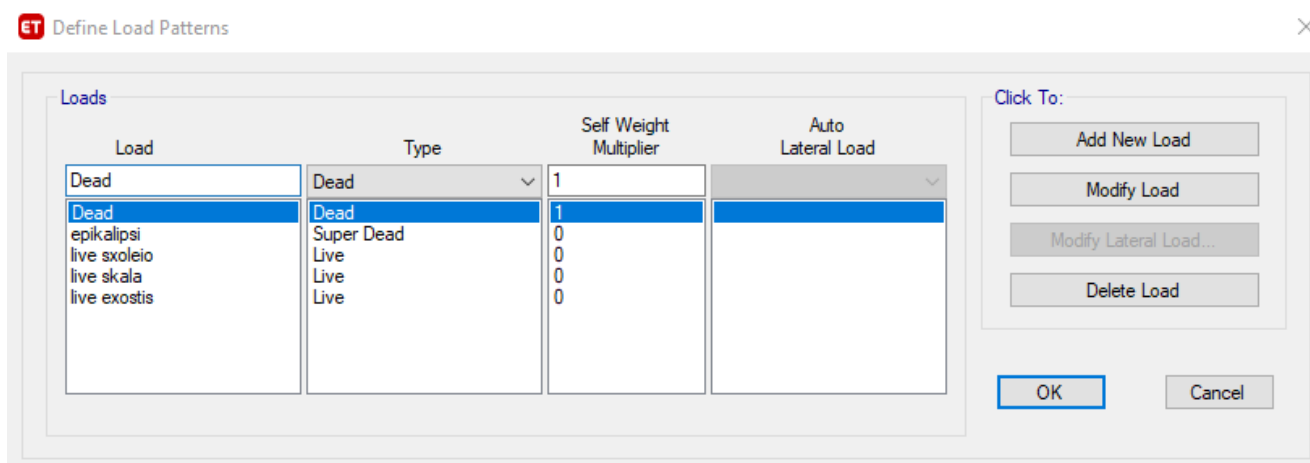 ET Define Load Patterns
Loads
Load Type Self Weight Multiplier Auto Lateral Load
Dead Dead 1
Dead Dead 1
epikalipsi Super Dead 0
live sxoleio Live 0
live skala Live 0
live exostis Live 0
Click To:
Add New Load
Modify Load
Modify Lateral Load...
Delete Load
OK Cancel